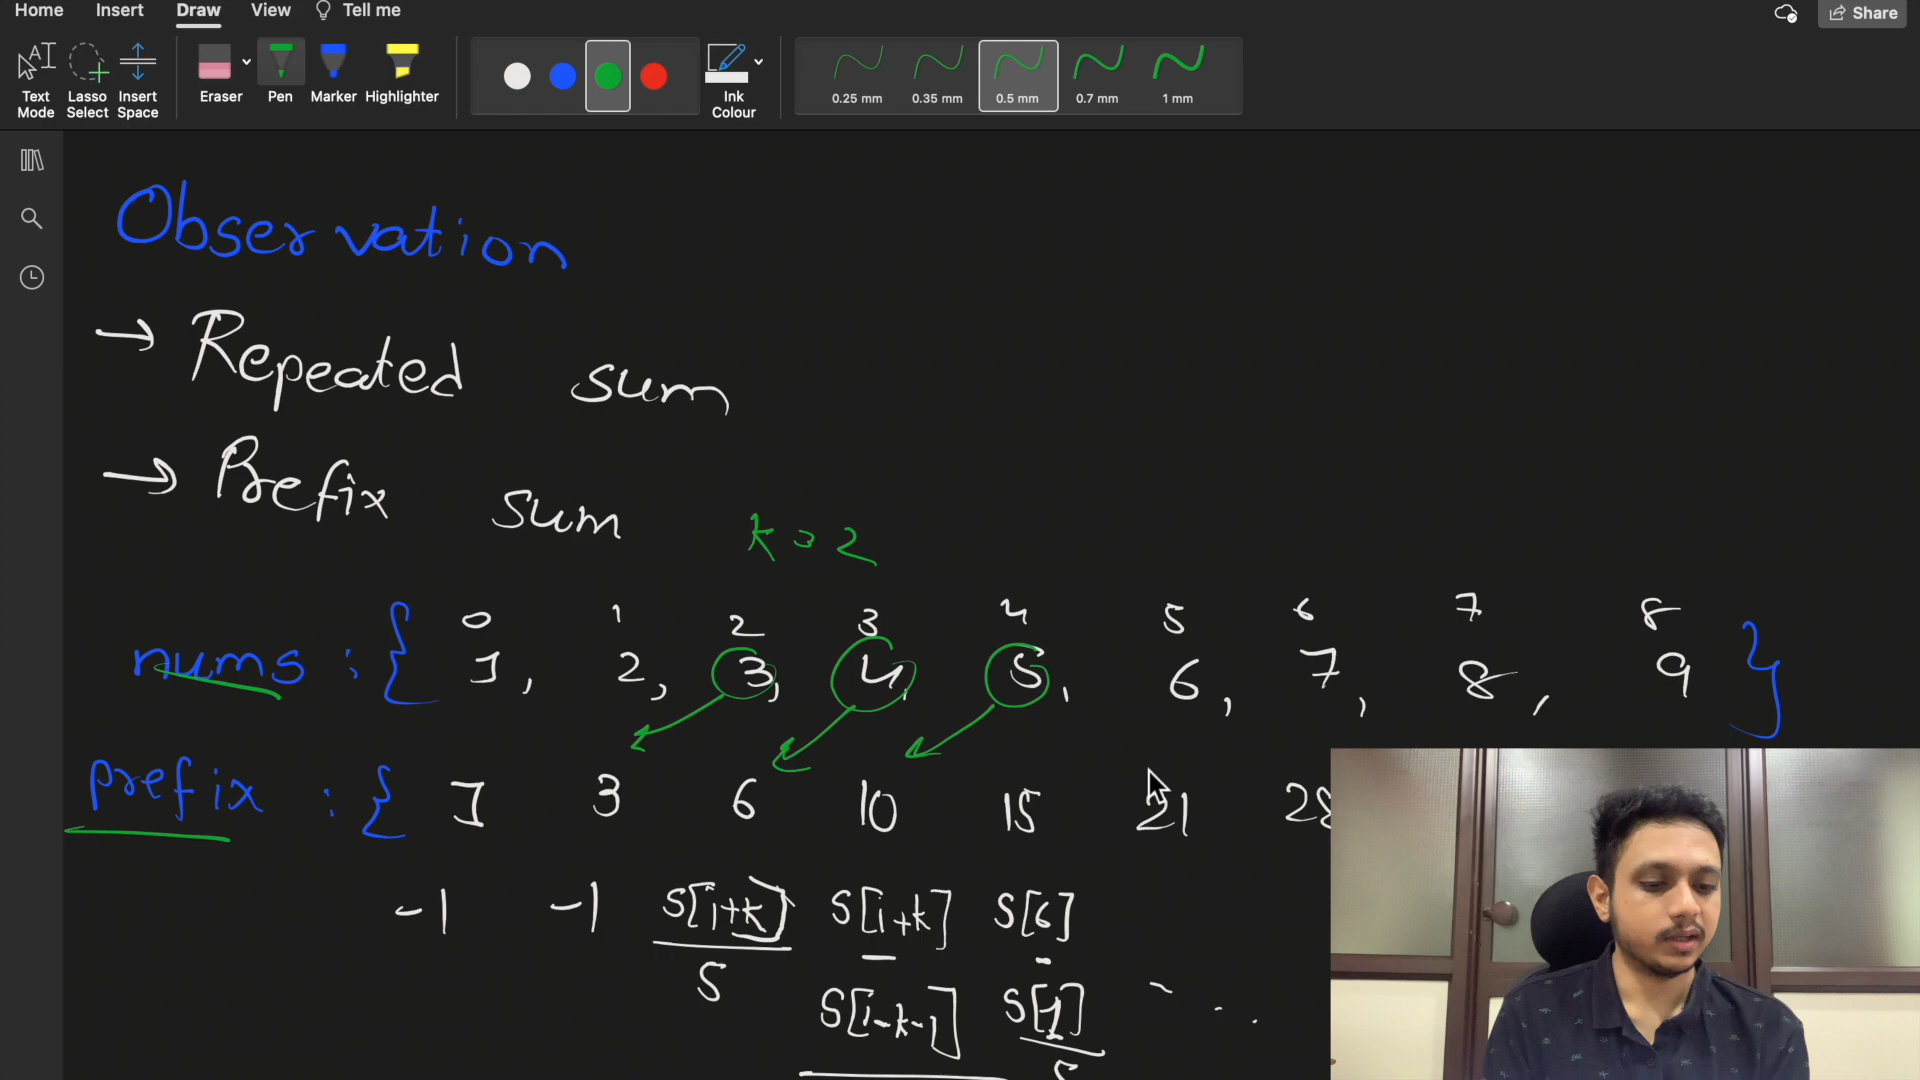 Home Insert Draw View Tell me Share
Text Mode Lasso Select Insert Space Eraser Pen Marker Highlighter Ink Colour 0.25 mm 0.35 mm 0.5 mm 0.7 mm 1 mm
Observation
→ Repeated sum
→ Prefix sum
k = 2
0 1 2 3 4 5 6 7 8
nums : { 1, 2, 3, 4, 5, 6, 7, 8, 9 }
prefix : { 1 3 6 10 15 21 28
-1 -1 S[i+k] S[i+k] S[6]
5 S[i-k-1] S[1] - . .
5